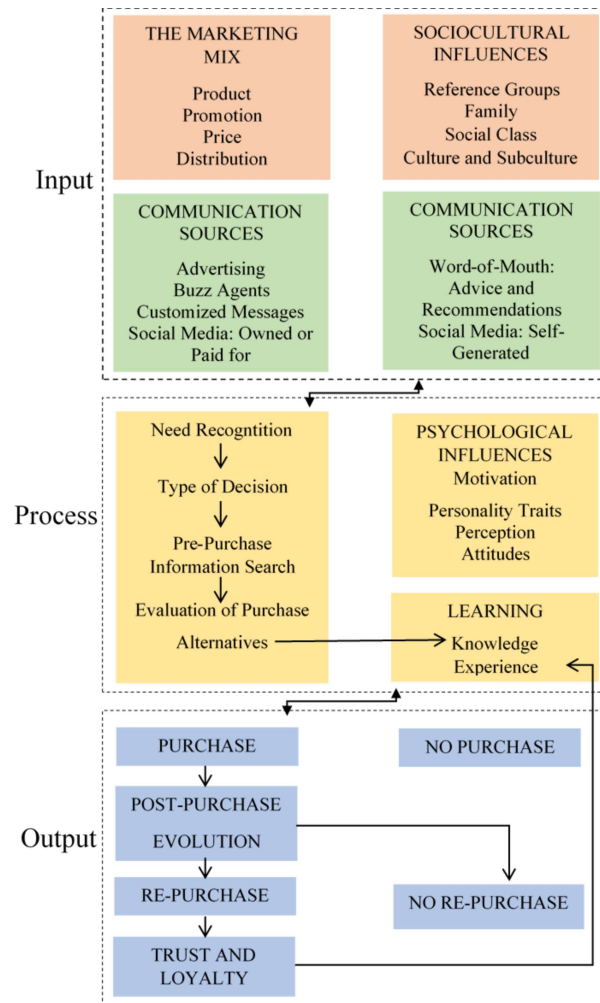 Input
THE MARKETING
MIX
Product
Promotion
Price
Distribution
SOCIOCULTURAL
INFLUENCES
Reference Groups
Family
Social Class
Culture and Subculture
COMMUNICATION
SOURCES
Advertising
Buzz Agents
Customized Messages
Social Media: Owned or
Paid for
COMMUNICATION
SOURCES
Word-of-Mouth:
Advice and
Recommendations
Social Media: Self-
Generated
Process
Need Recogntition
Type of Decision
Pre-Purchase
Information Search
Evaluation of Purchase
Alternatives
PSYCHOLOGICAL
INFLUENCES
Motivation
Personality Traits
Perception
Attitudes
LEARNING
Knowledge
Experience
Output
PURCHASE
NO PURCHASE
POST-PURCHASE
EVOLUTION
RE-PURCHASE
NO RE-PURCHASE
TRUST AND
LOYALTY